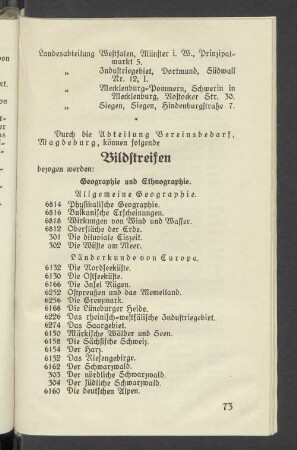 Landesabteilung Westfalen, Münster i. W., Prinzipal-
markt 5.
„ Industriegebiet, Dortmund, Südwall
Nr. 12, I.
„ Mecklenburg-Pommern, Schwerin in
Mecklenburg, Rostocker Str. 30.
„ Siegen, Siegen, Hindenburgstraße 7.
*
Durch die Abteilung Vereinsbedarf,
Magdeburg, können folgende
Bildstreifen
bezogen werden:
Geographie und Ethnographie.
Allgemeine Geographie.
6814 Physikalische Geographie.
6816 Vulkanische Erscheinungen.
6818 Wirkungen von Wind und Wasser.
6812 Oberfläche der Erde.
301 Die diluviale Eiszeit.
302 Die Wüste am Meer.
Länderkunde von Europa.
6132 Die Nordseeküste.
6130 Die Ostseeküste.
6166 Die Insel Rügen.
6252 Ostpreußen und das Memelland.
6256 Die Grenzmark.
6168 Die Lüneburger Heide.
6226 Das rheinisch-westfälische Industriegebiet.
6274 Das Saargebiet.
6150 Märkische Wälder und Seen.
6158 Die Sächsische Schweiz.
6154 Der Harz.
6152 Das Riesengebirge.
6162 Der Schwarzwald.
303 Der nördliche Schwarzwald.
304 Der südliche Schwarzwald.
6160 Die deutschen Alpen.
73